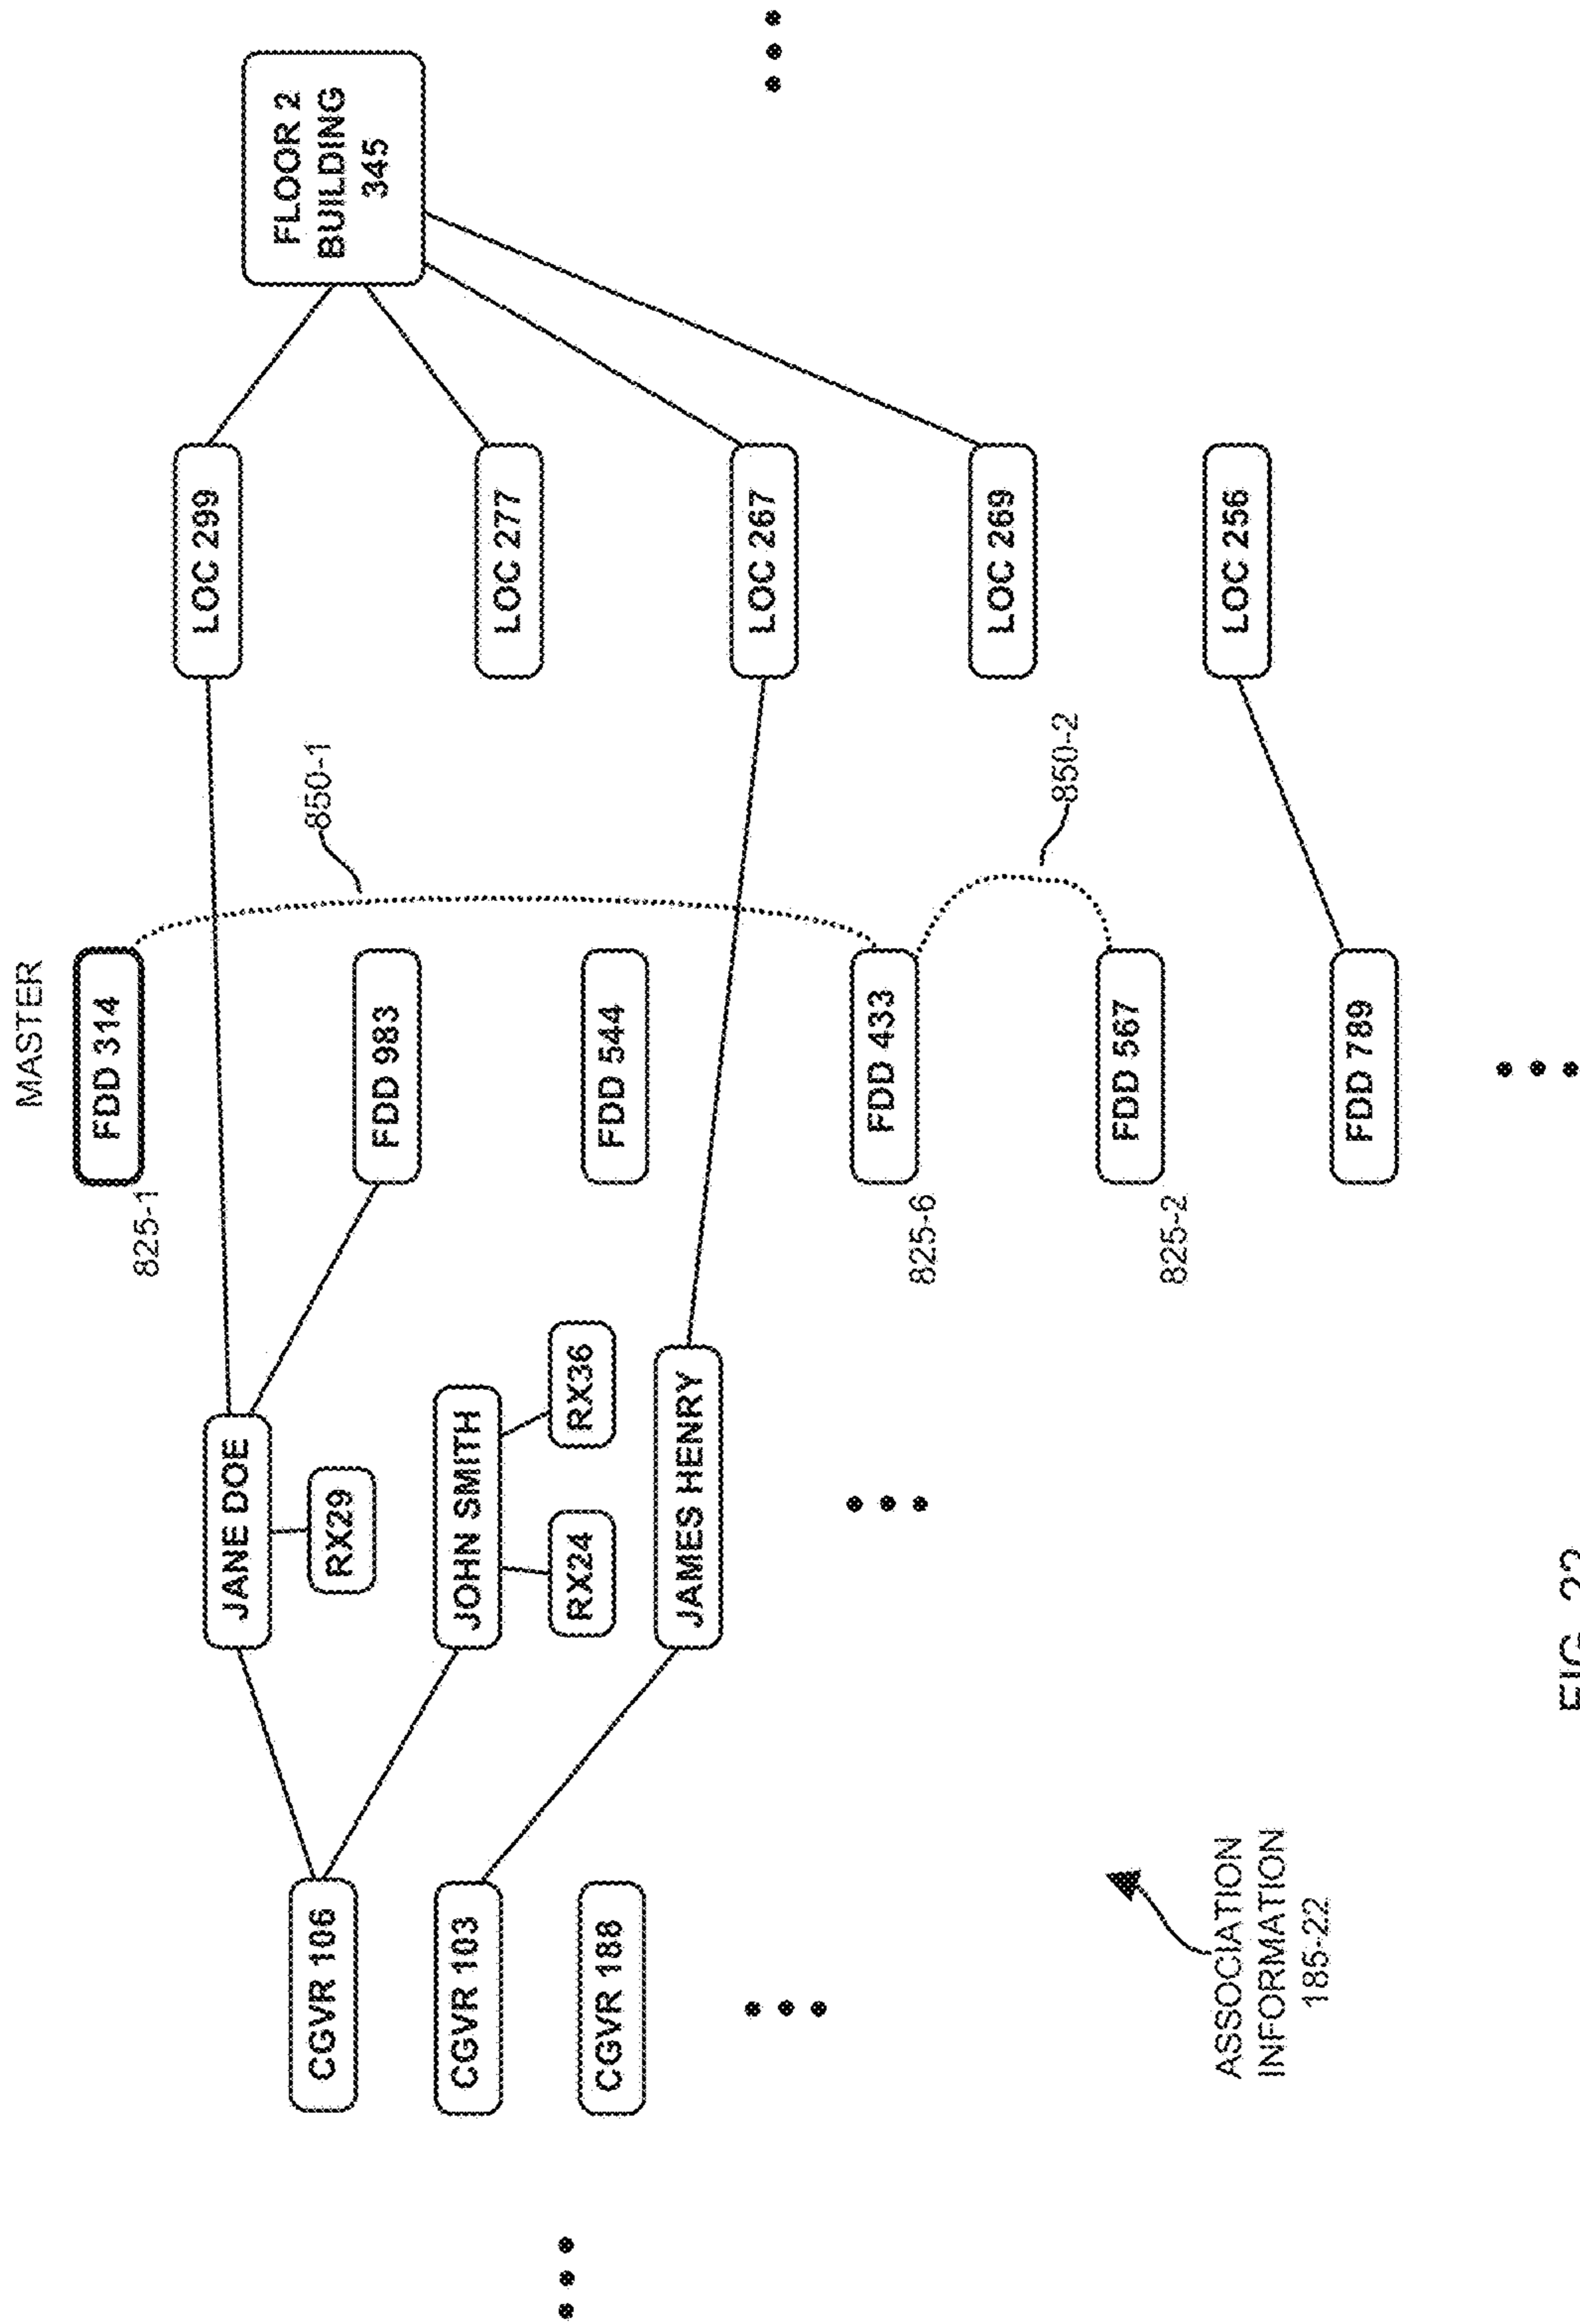 MASTER
FDD 314
825-1
LOC 299
FLOOR 2
BUILDING
345
JANE DOE
RX29
850-1
CGVR 106
FDD 983
LOC 277
JOHN SMITH
RX24
RX36
CGVR 103
FDD 544
CGVR 188
JAMES HENRY
LOC 267
FDD 433
825-6
LOC 269
850-2
FDD 567
825-2
LOC 256
FDD 789
ASSOCIATION
INFORMATION
185-22